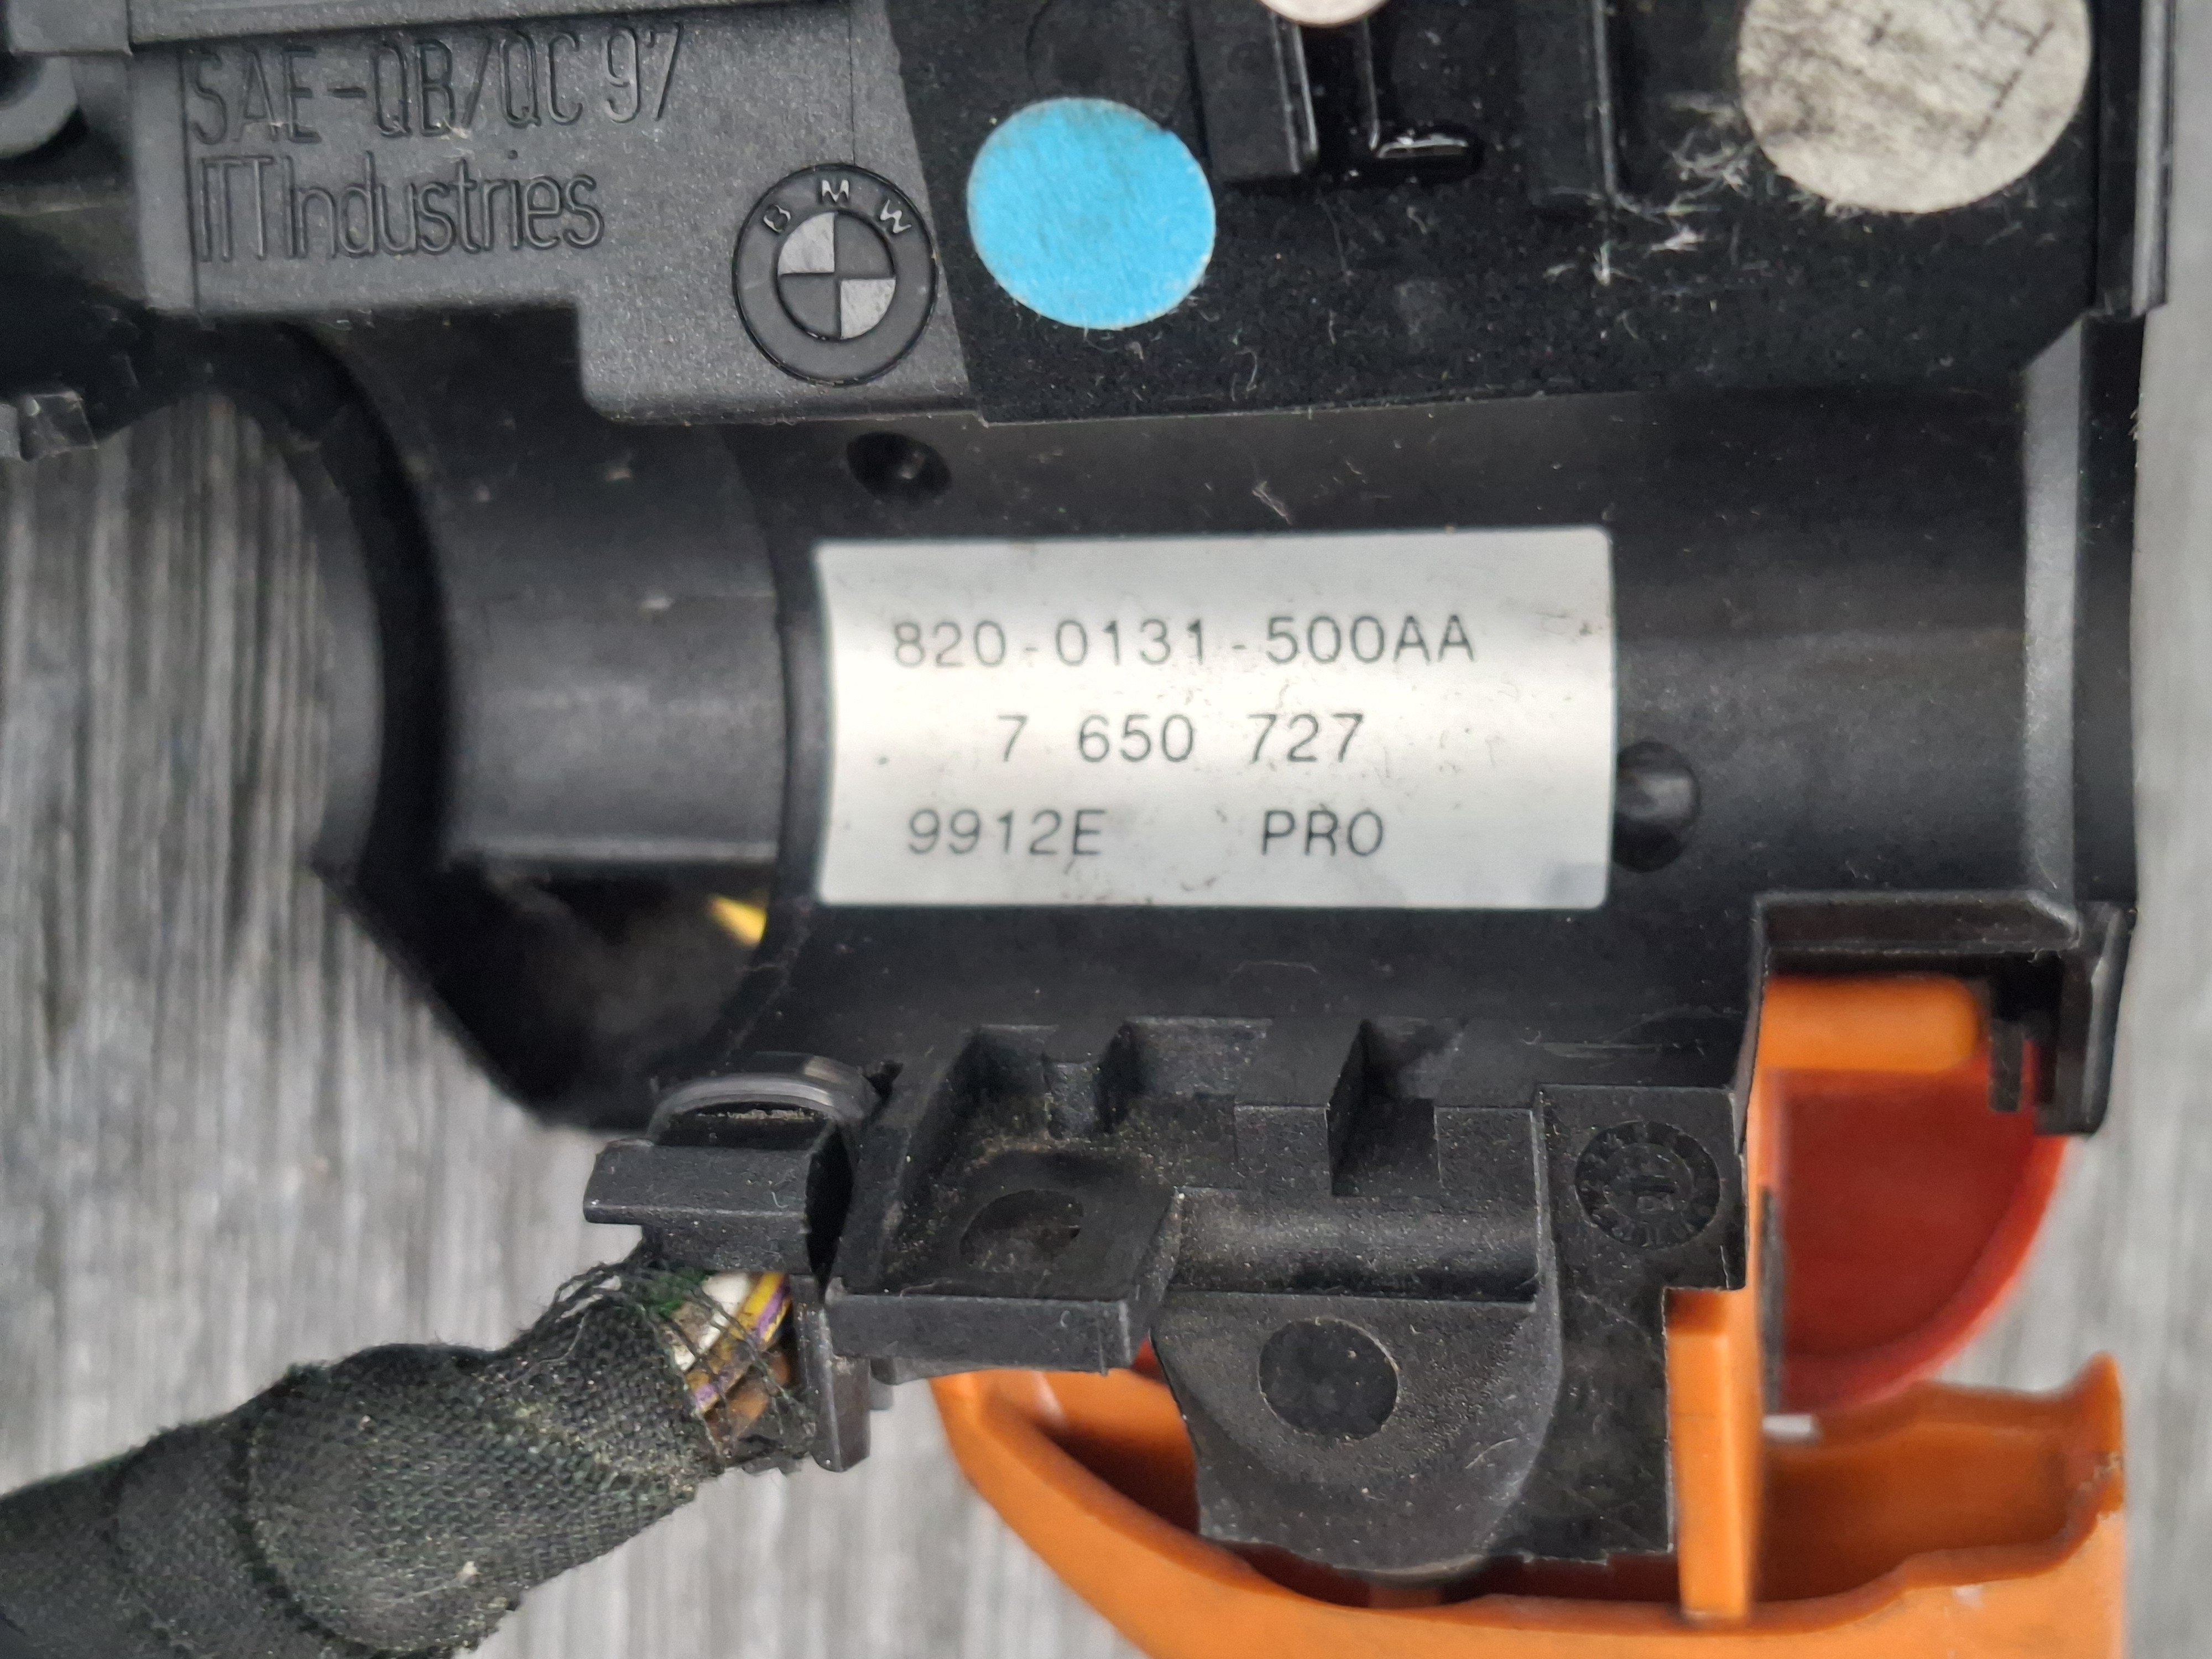 SAE-QB/QC 97
ITT Industries
BMW
820-0131-500AA
7 650 727
9912E PRO